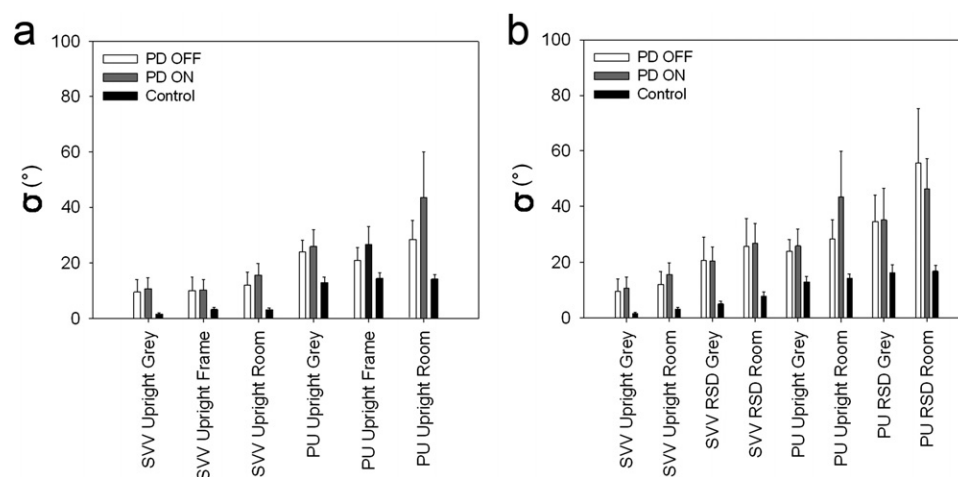 a
100
80
60
40
20
0
σ (°)
PD OFF
PD ON
Control
SVV Upright Grey
SVV Upright Frame
SVV Upright Room
PU Upright Grey
PU Upright Frame
PU Upright Room
b
100
80
60
40
20
0
σ (°)
PD OFF
PD ON
Control
SVV Upright Grey
SVV Upright Room
SVV RSD Grey
SVV RSD Room
PU Upright Grey
PU Upright Room
PU RSD Grey
PU RSD Room